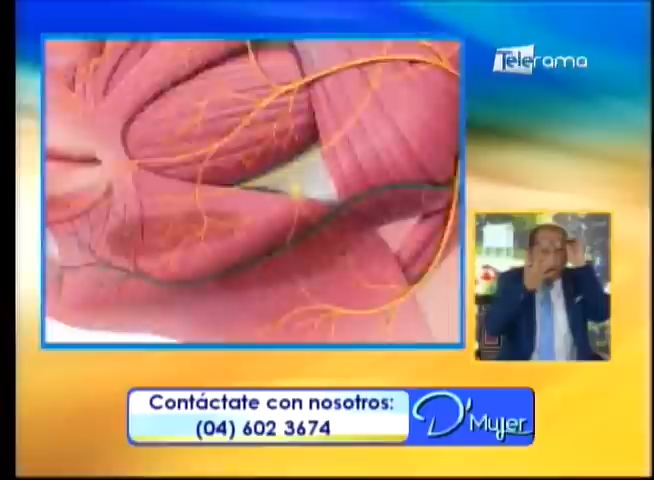 Telerama
Contáctate con nosotros:
(04) 602 3674
D'Mujer